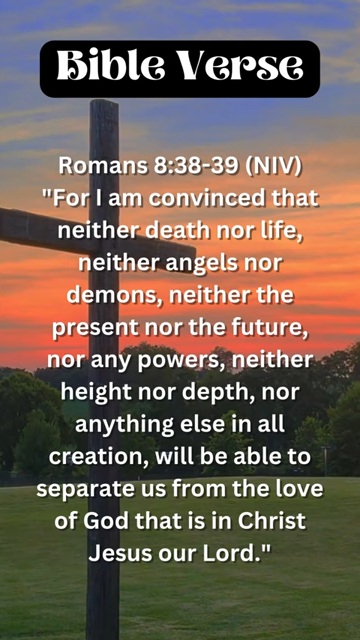 Bible Verse
Romans 8:38-39 (NIV)
"For I am convinced that
neither death nor life,
neither angels nor
demons, neither the
present nor the future,
nor any powers, neither
height nor depth, nor
anything else in all
creation, will be able to
separate us from the love
of God that is in Christ
Jesus our Lord."